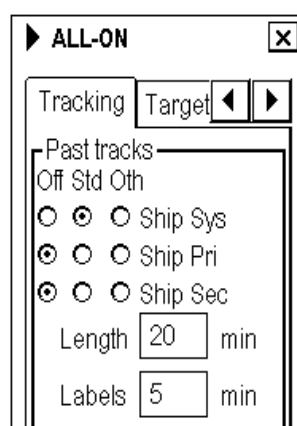 ALL-ON
Tracking Target
Past tracks
Off Std Oth
Ship Sys
Ship Pri
Ship Sec
Length 20 min
Labels 5 min